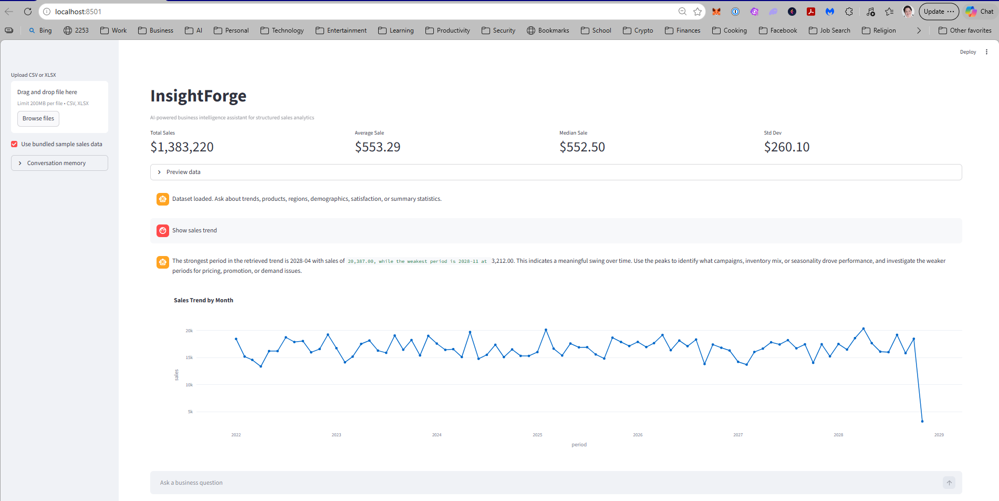 localhost:8501
Update
Chat
Bing
2253
Work
Business
AI
Personal
Technology
Entertainment
Learning
Productivity
Security
Bookmarks
School
Crypto
Finances
Cooking
Facebook
Job Search
Religion
Other favorites
Deploy
Upload CSV or XLSX
Drag and drop file here
Limit 200MB per file • CSV, XLSX
Browse files
Use bundled sample sales data
Conversation memory
InsightForge
AI-powered business intelligence assistant for structured sales analytics
Total Sales
$1,383,220
Average Sale
$553.29
Median Sale
$552.50
Std Dev
$260.10
Preview data
Dataset loaded. Ask about trends, products, regions, demographics, satisfaction, or summary statistics.
Show sales trend
The strongest period in the retrieved trend is 2028-04 with sales of 20,387.00, while the weakest period is 2028-11 at 3,212.00. This indicates a meaningful swing over time. Use the peaks to identify what campaigns, inventory mix, or seasonality drove performance, and investigate the weaker
periods for pricing, promotion, or demand issues.
Sales Trend by Month
20k
15k
10k
5k
sales
2022
2023
2024
2025
2026
2027
2028
2029
period
Ask a business question